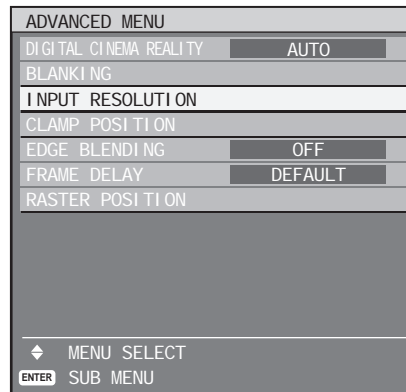 ADVANCED MENU
DIGITAL CINEMA REALITY AUTO
BLANKING
INPUT RESOLUTION
CLAMP POSITION
EDGE BLENDING OFF
FRAME DELAY DEFAULT
RASTER POSITION
MENU SELECT
ENTER SUB MENU